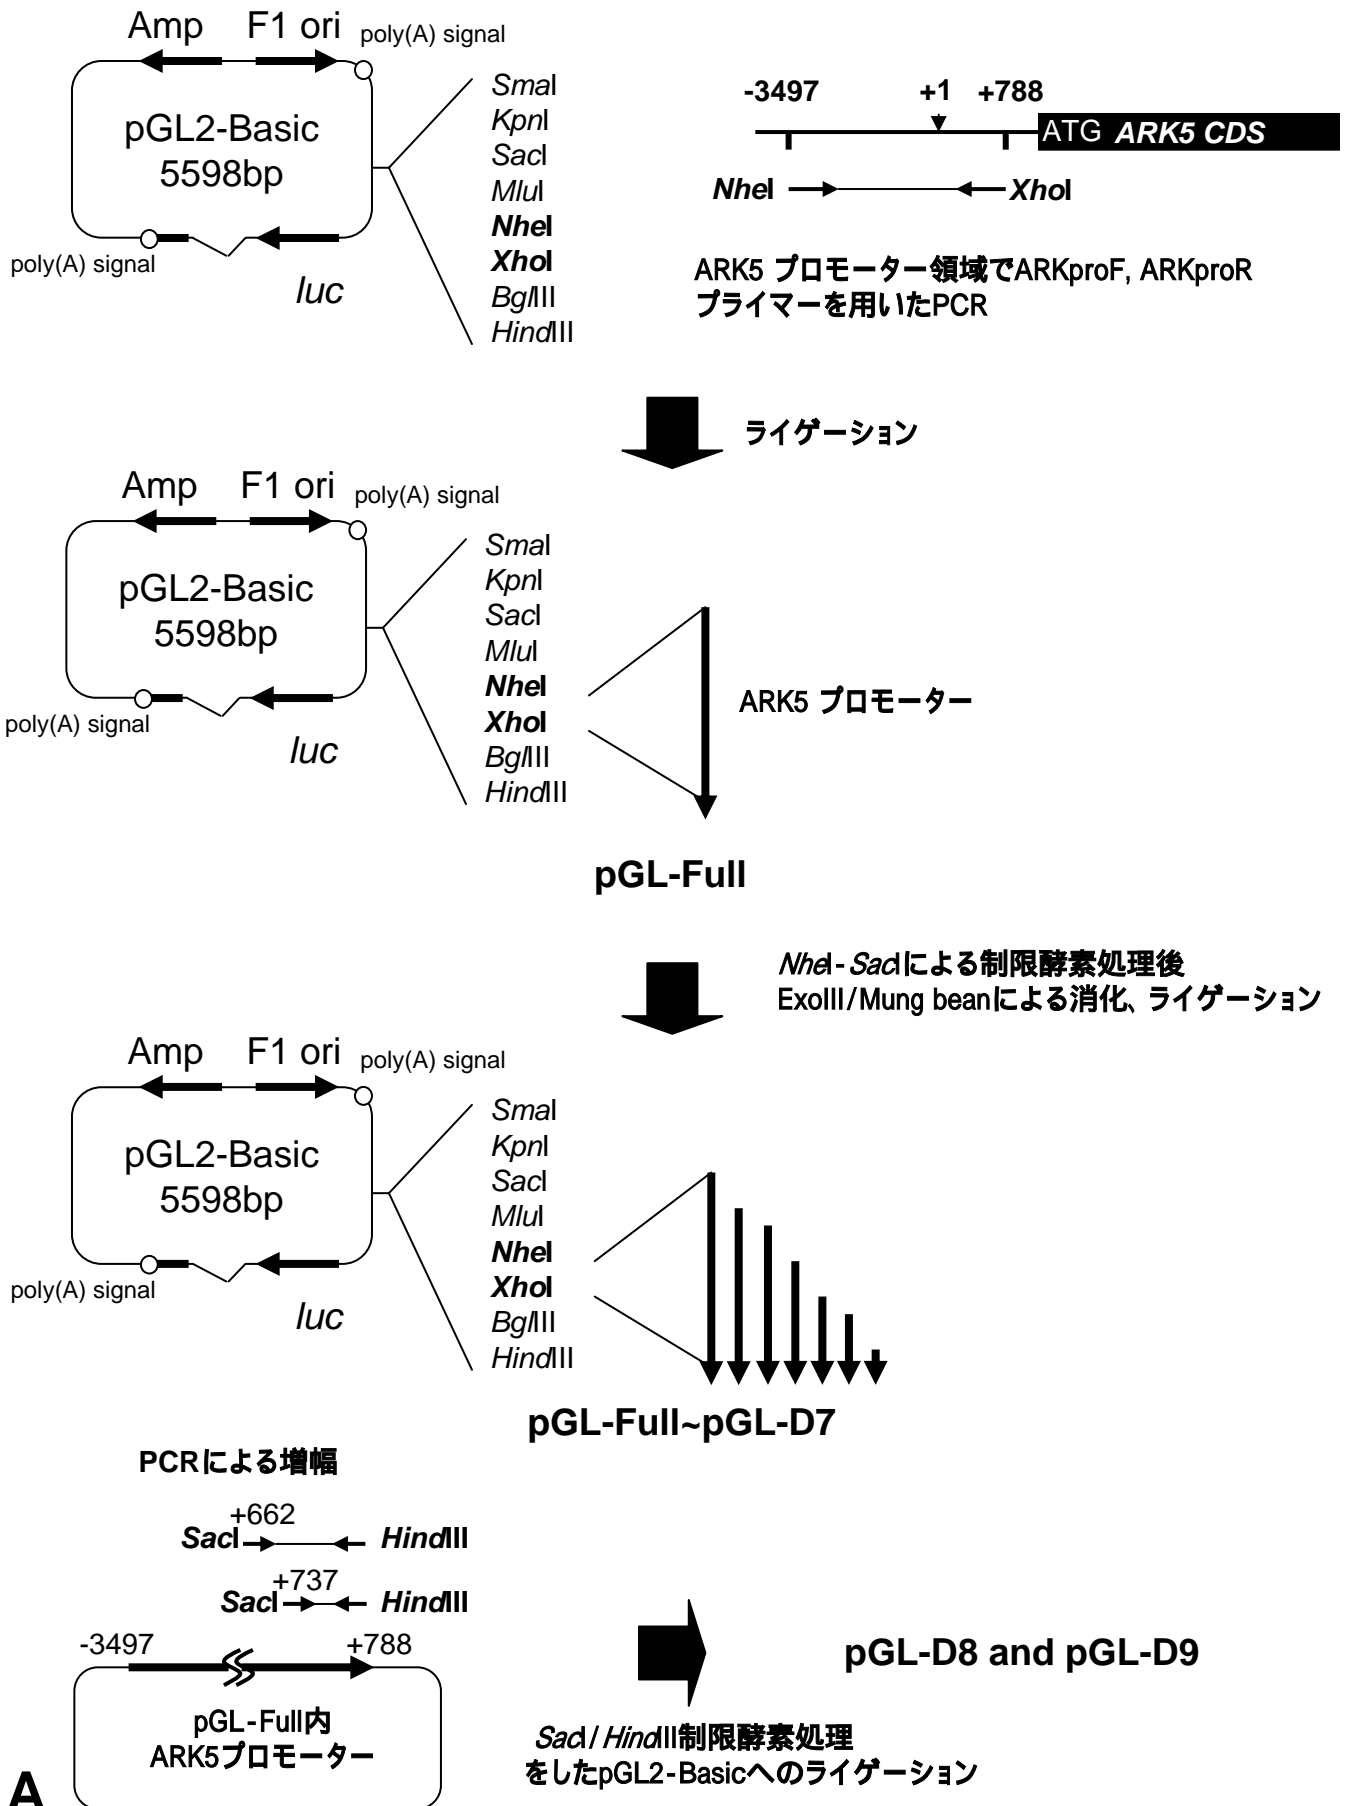 Amp F1 ori poly(A) signal
pGL2-Basic
5598bp
poly(A) signal
luc
SmaI
KpnI
SacI
MluI
NheI
XhoI
BglIII
HindIII
-3497 +1 +788
ATG ARK5 CDS
NheI XhoI
ARK5 プロモーター領域でARKproF, ARKproR
プライマーを用いたPCR
ライゲーション
Amp F1 ori poly(A) signal
pGL2-Basic
5598bp
poly(A) signal
luc
SmaI
KpnI
SacI
MluI
NheI
XhoI
BglIII
HindIII
ARK5 プロモーター
pGL-Full
NheI-SacIによる制限酵素処理後
ExoIII/Mung beanによる消化、ライゲーション
Amp F1 ori poly(A) signal
pGL2-Basic
5598bp
poly(A) signal
luc
SmaI
KpnI
SacI
MluI
NheI
XhoI
BglIII
HindIII
pGL-Full~pGL-D7
PCRによる増幅
+662
SacI HindIII
+737
SacI HindIII
-3497 +788
pGL-Full内
ARK5プロモーター
pGL-D8 and pGL-D9
SacI/HindIII制限酵素処理
をしたpGL2-Basicへのライゲーション
A